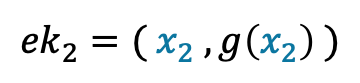 ek₂ = ( x₂ , g(x₂) )